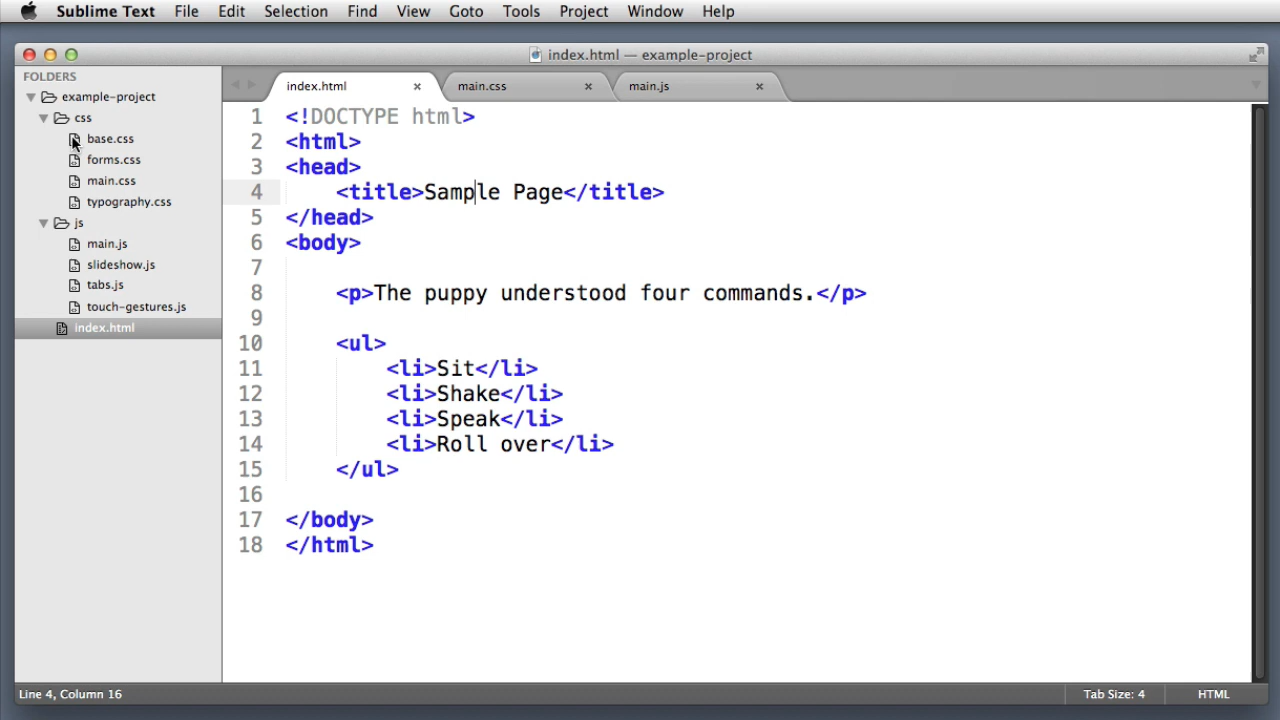 Sublime Text File Edit Selection Find View Goto Tools Project Window Help
index.html — example-project
FOLDERS
example-project
css
base.css
forms.css
main.css
typography.css
js
main.js
slideshow.js
tabs.js
touch-gestures.js
index.html
index.html × main.css × main.js ×
1 <!DOCTYPE html>
2 <html>
3 <head>
4     <title>Sample Page</title>
5 </head>
6 <body>
7
8     <p>The puppy understood four commands.</p>
9
10     <ul>
11         <li>Sit</li>
12         <li>Shake</li>
13         <li>Speak</li>
14         <li>Roll over</li>
15     </ul>
16
17 </body>
18 </html>
Line 4, Column 16 Tab Size: 4 HTML